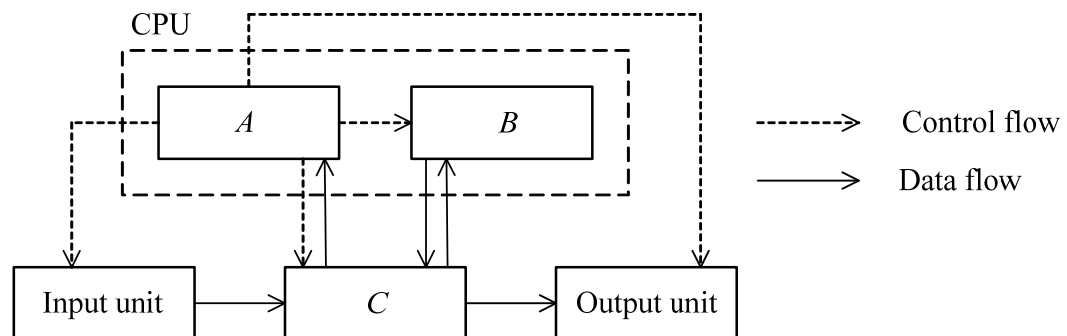 CPU
A
B
Control flow
Data flow
Input unit
C
Output unit